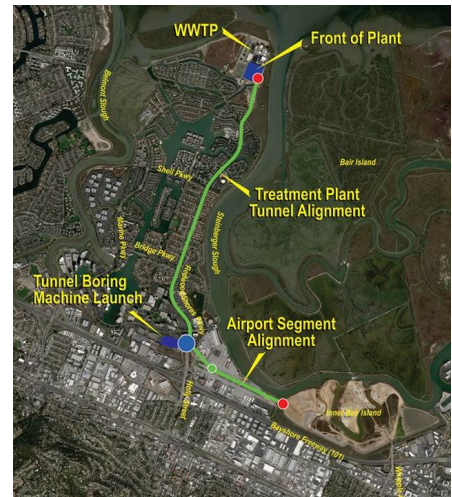 WWTP
Front of Plant
Belmont Slough
Bair Island
Shell Pkwy
Treatment Plant
Tunnel Alignment
Marine Pkwy
Steinberger Slough
Bridge Pkwy
Redwood Shores Pkwy
Tunnel Boring
Machine Launch
Airport Segment
Alignment
Holly Street
Inner Bair Island
Bayshore Freeway (101)